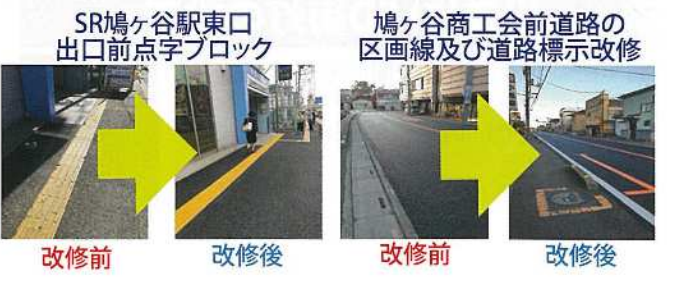 SR鳩ヶ谷駅東口
出口前点字ブロック
鳩ヶ谷商工会前道路の
区画線及び道路標示改修
改修前
改修後
改修前
改修後